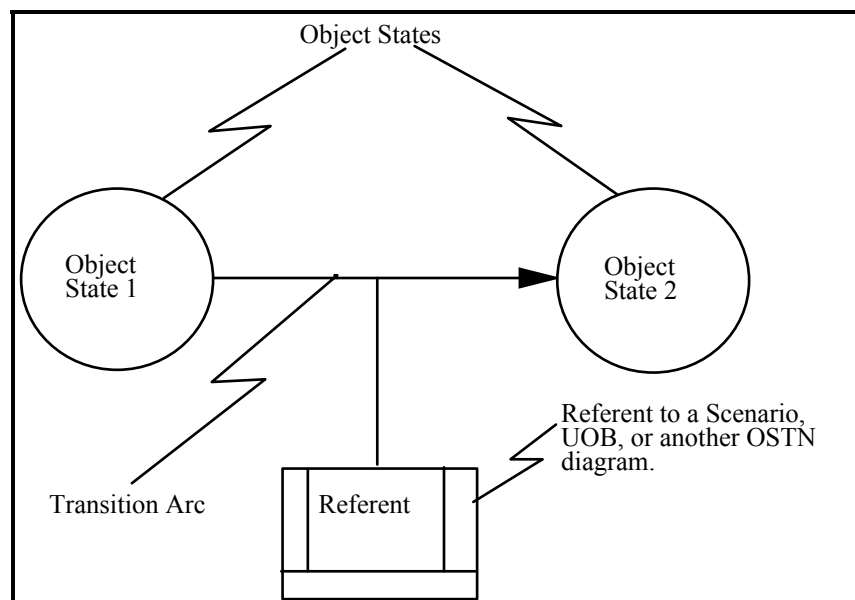 Object States
Object
State 1
Object
State 2
Referent to a Scenario,
UOB, or another OSTN
diagram.
Transition Arc
Referent